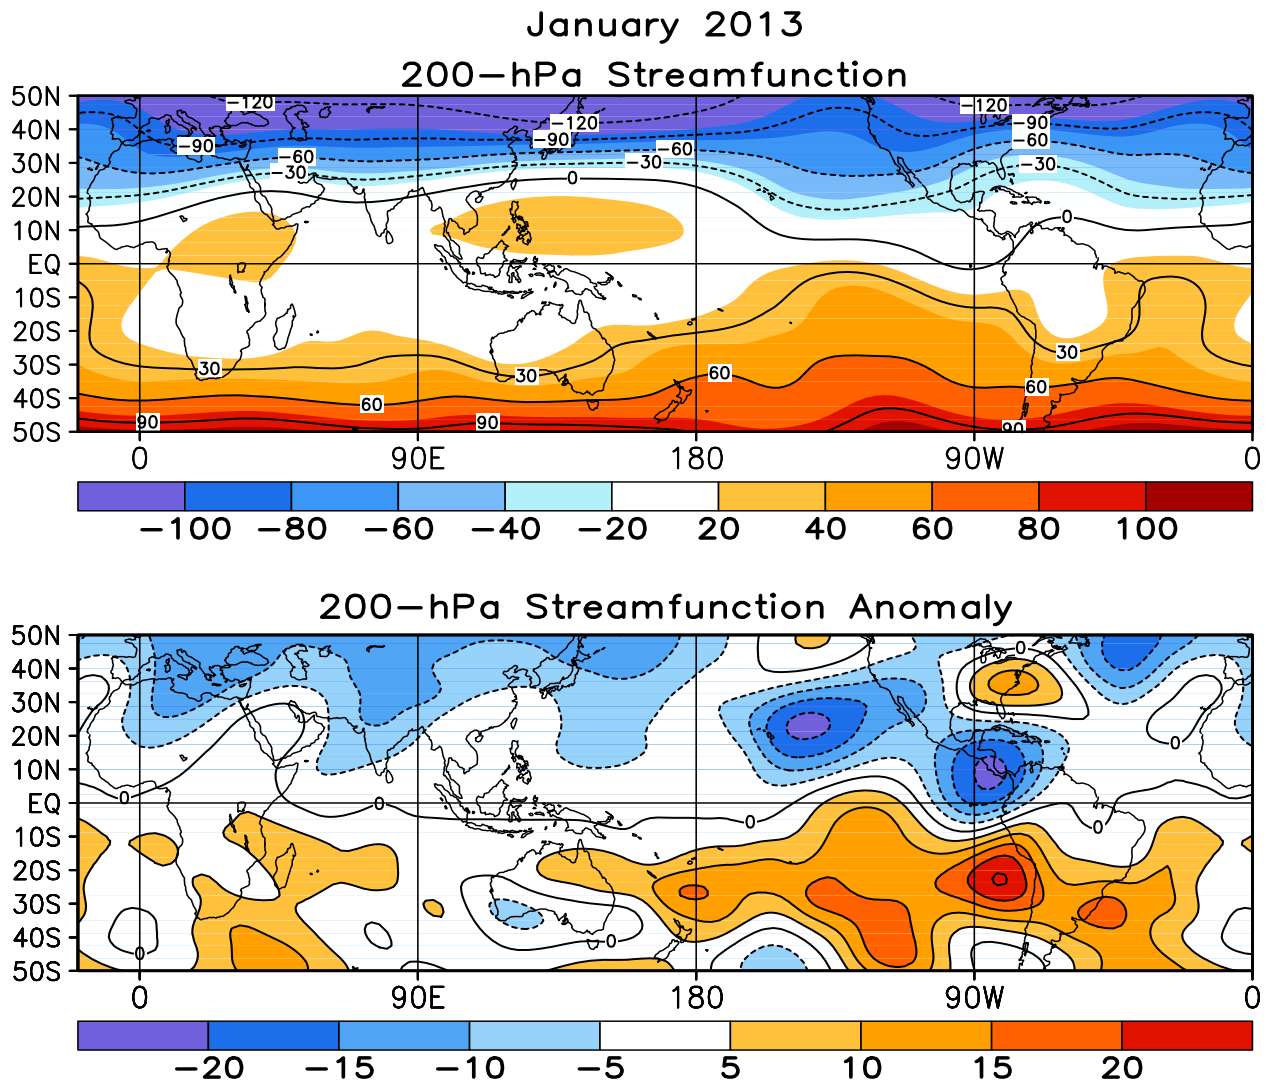 January 2013
200-hPa Streamfunction
50N
-120
-120
-120
40N
-90
-90
-90
30N
-60
-60
-60
-30
-30
-30
20N
0
0
10N
EQ
10S
20S
30S
30
30
30
60
60
40S
60
50S
90
90
90
0 90E 180 90W 0
-100 -80 -60 -40 -20 20 40 60 80 100
200-hPa Streamfunction Anomaly
50N
0
40N
30N
20N
0
10N
EQ
0
0
0
0
10S
20S
30S
40S
0
0
50S
0 90E 180 90W 0
-20 -15 -10 -5 5 10 15 20